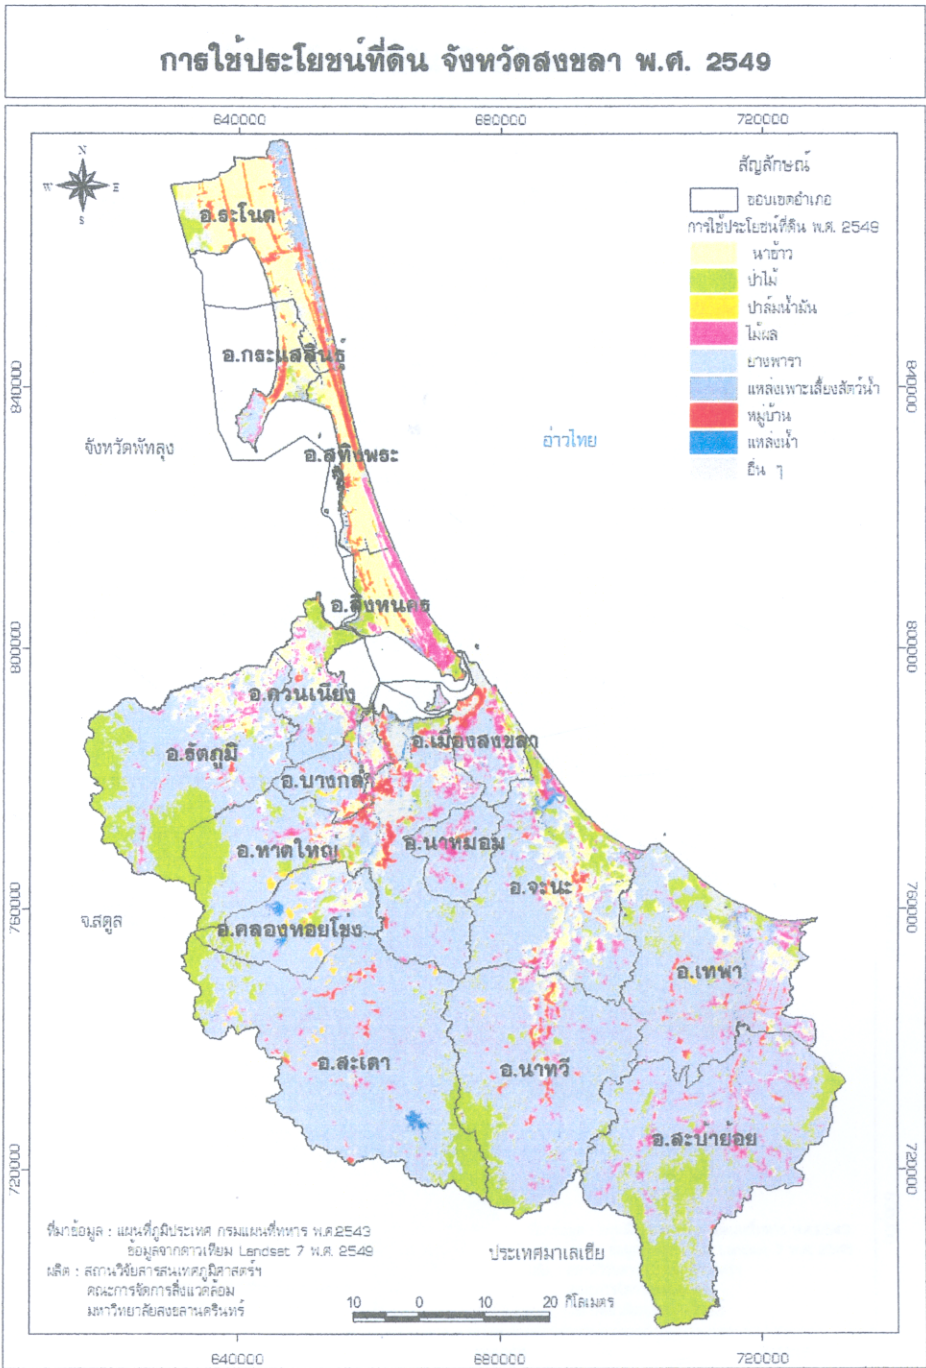 การใช้ประโยชน์ที่ดิน จังหวัดสงขลา พ.ศ. 2549
640000
680000
720000
N
W
E
S
สัญลักษณ์
ขอบเขตอำเภอ
การใช้ประโยชน์ที่ดิน พ.ศ. 2549
นาข้าว
ป่าไม้
ปาล์มน้ำมัน
ไม้ผล
ยางพารา
แหล่งเพาะเลี้ยงสัตว์น้ำ
หมู่บ้าน
แหล่งน้ำ
อื่น ๆ
อ.ระโนด
อ.กระแสสินธุ์
840000
840000
จังหวัดพัทลุง
อ.สทิงพระ
อ่าวไทย
อ.สิงหนคร
800000
800000
อ.ควนเนียง
อ.เมืองสงขลา
อ.รัตภูมิ
อ.บางกล่ำ
อ.หาดใหญ่
อ.นาหม่อม
อ.จะนะ
760000
760000
จ.สตูล
อ.คลองหอยโข่ง
อ.เทพา
อ.สะเดา
อ.นาทวี
อ.สะบ้าย้อย
720000
720000
ที่มาข้อมูล : แผนที่ภูมิประเทศ กรมแผนที่ทหาร พ.ศ.2543
ข้อมูลจากดาวเทียม Landsat 7 พ.ศ. 2549
ผลิต : สถานวิจัยสารสนเทศภูมิศาสตร์ฯ
คณะการจัดการสิ่งแวดล้อม
มหาวิทยาลัยสงขลานครินทร์
ประเทศมาเลเซีย
10 0 10 20 กิโลเมตร
640000
680000
720000